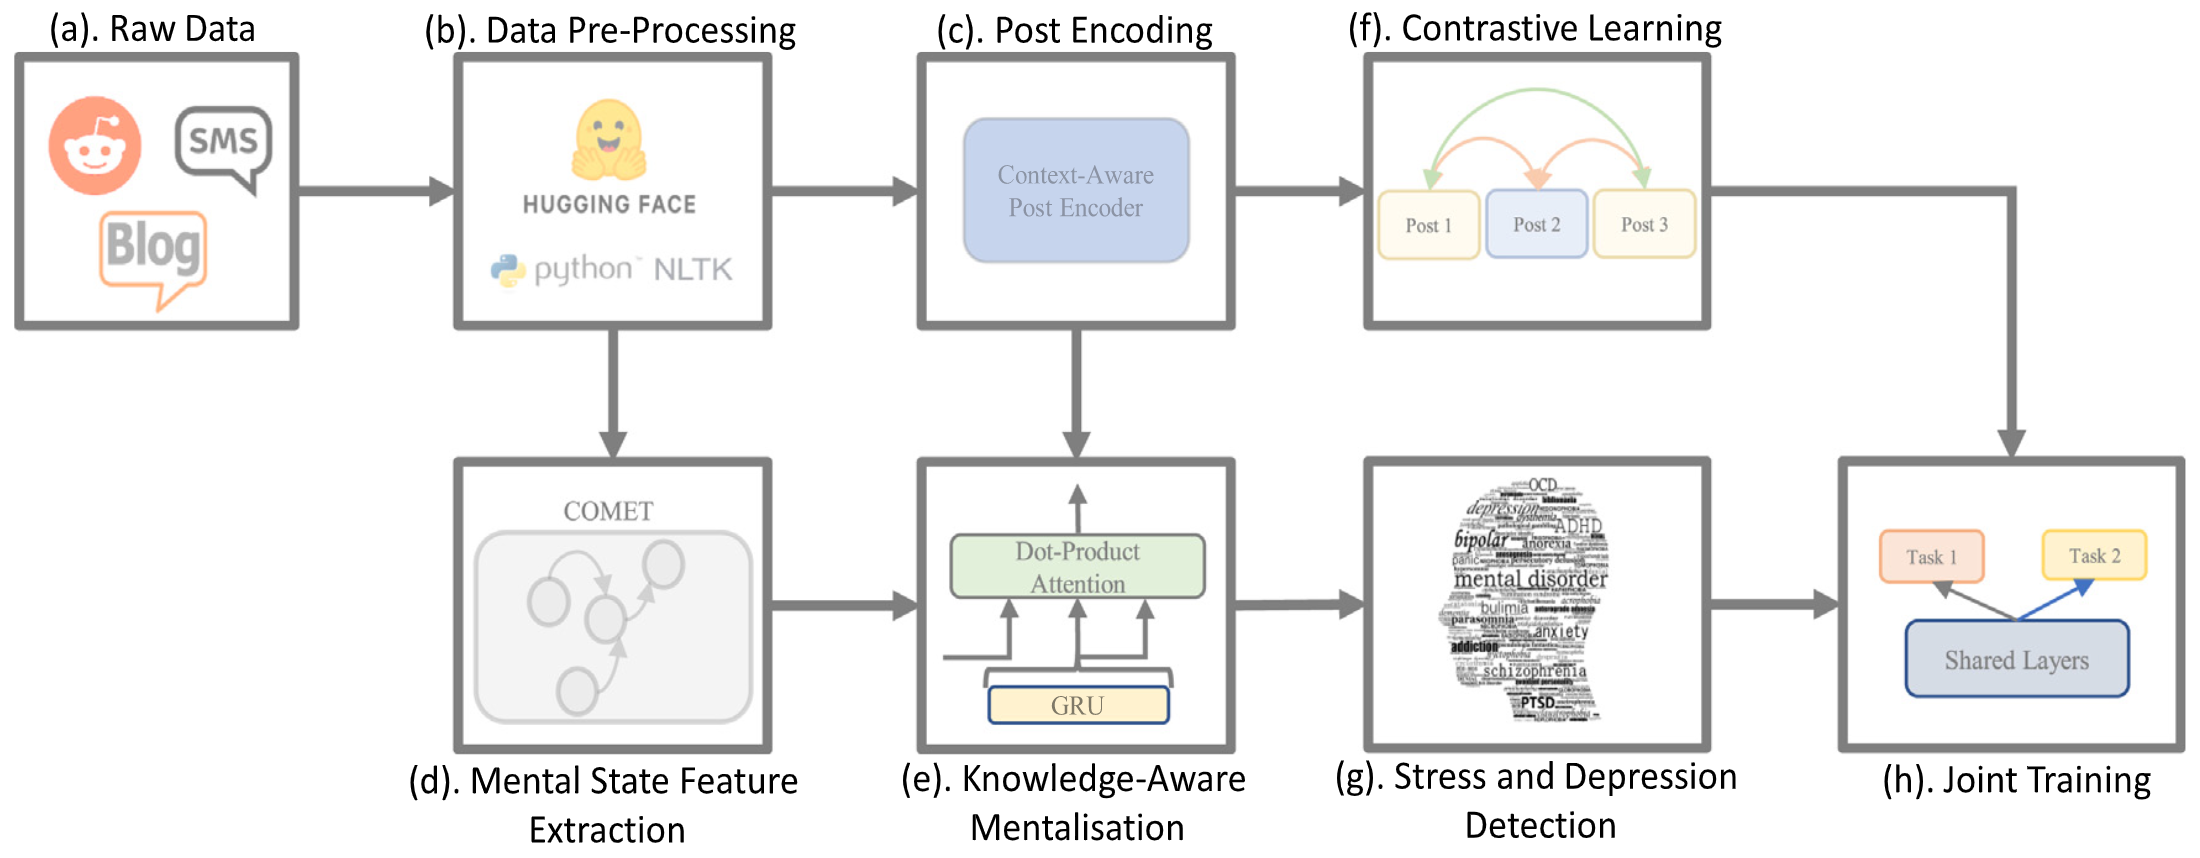 (a). Raw Data
(b). Data Pre-Processing
(c). Post Encoding
(f). Contrastive Learning
SMS
Blog
HUGGING FACE
python™ NLTK
Context-Aware
Post Encoder
Post 1
Post 2
Post 3
COMET
Dot-Product
Attention
GRU
OCD
depression
ADHD
bipolar
anorexia
panic
mental disorder
bulimia
parasomnia
anxiety
addiction
schizophrenia
PTSD
Task 1
Task 2
Shared Layers
(d). Mental State Feature
Extraction
(e). Knowledge-Aware
Mentalisation
(g). Stress and Depression
Detection
(h). Joint Training